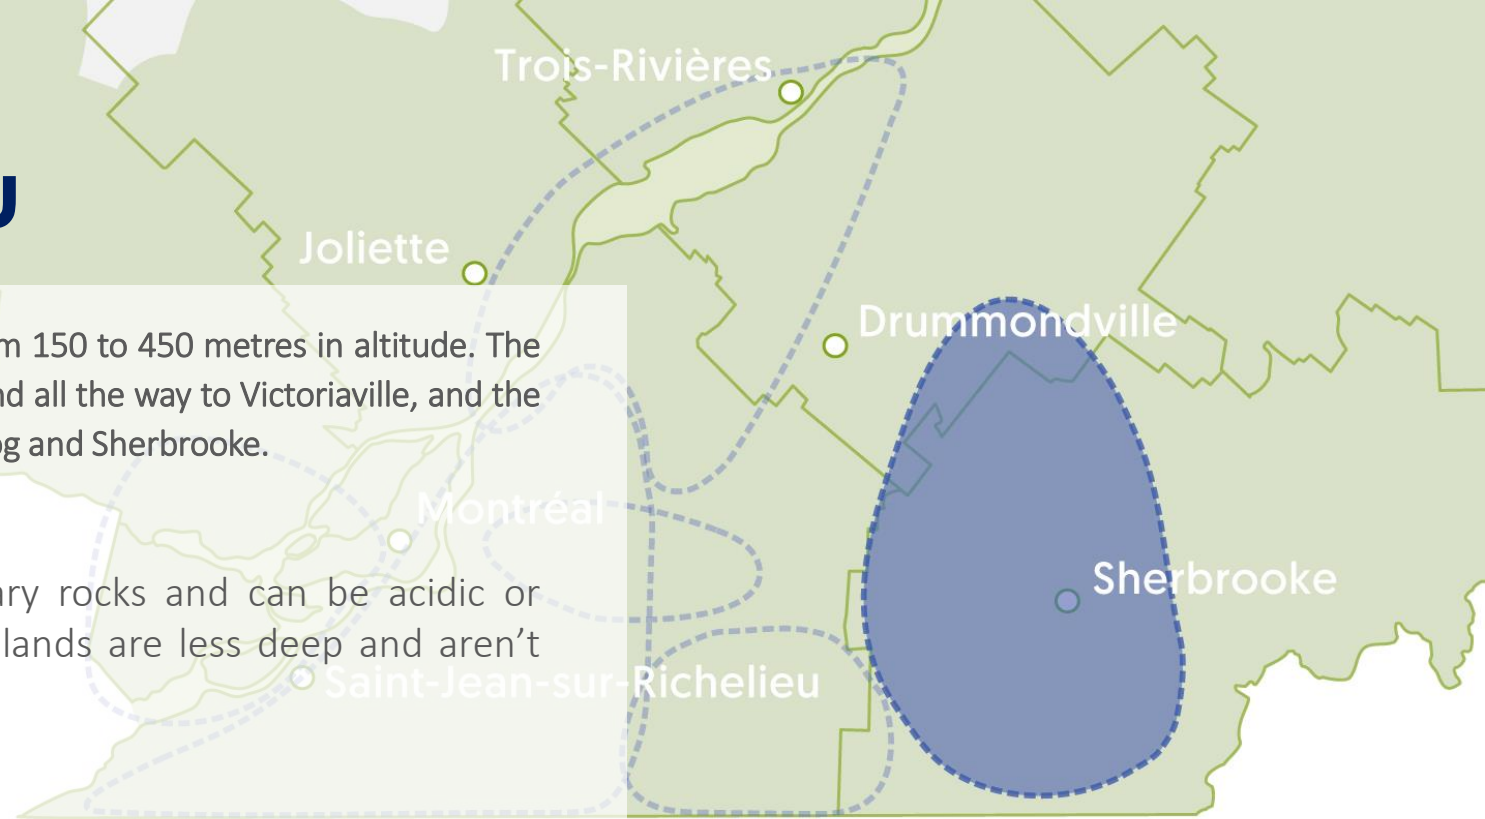 Trois-Rivières
U
Joliette
Drummondville
m 150 to 450 metres in altitude. The
nd all the way to Victoriaville, and the
og and Sherbrooke.
Montréal
Sherbrooke
ary rocks and can be acidic or
lands are less deep and aren’t
Saint-Jean-sur-Richelieu